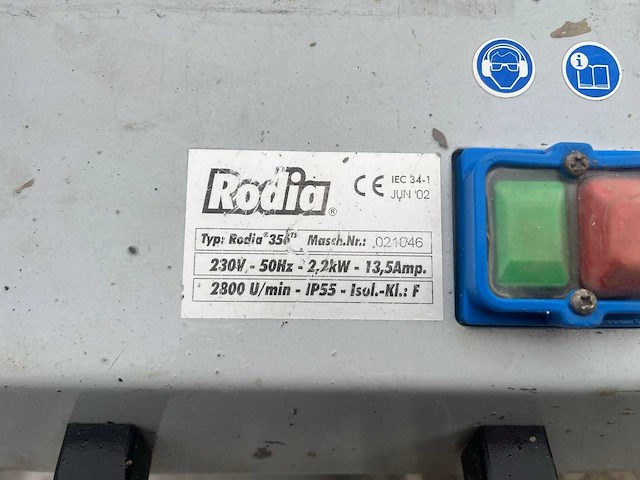 Rodia®
CE IEC 34-1
JUN '02
Typ: Rodia® 350TS Masch.Nr.: 021046
230V - 50Hz - 2,2kW - 13,5Amp.
2800 U/min - IP55 - Isol.-Kl.: F
i